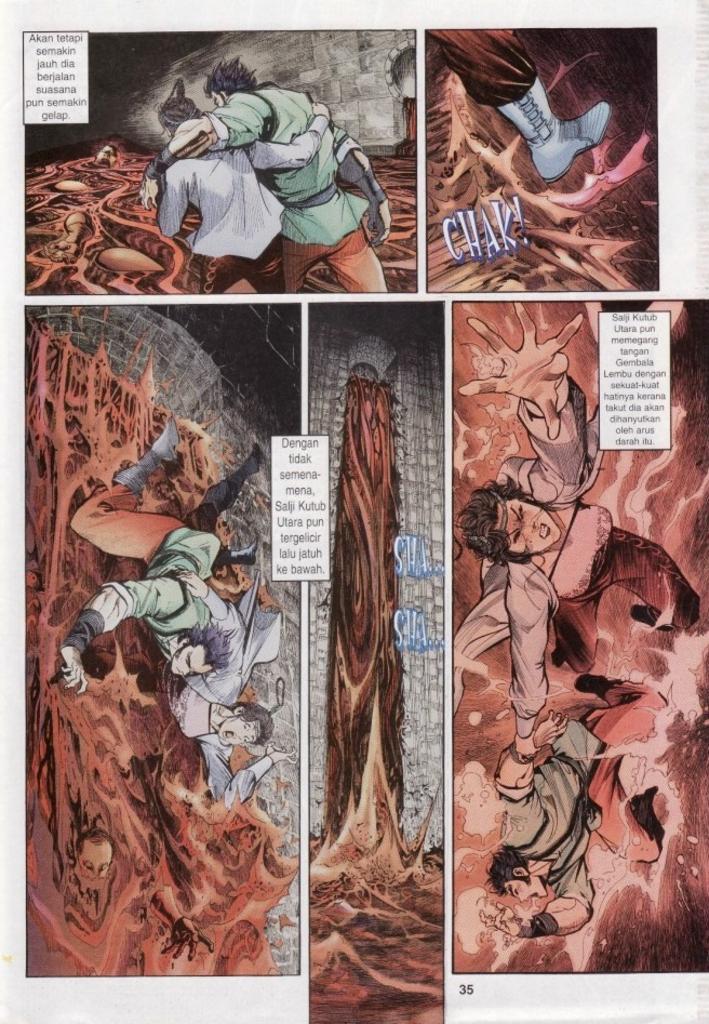 Akan tetapi
semakin
jauh dia
berjalan
suasana
pun semakin
gelap.
CHAK!
Dengan
tidak
semena-
mena,
Salji Kutub
Utara pun
tergelicir
lalu jatuh
ke bawah.
SHA...
SHA...
Salji Kutub
Utara pun
memegang
tangan
Gembala
Lembu dengan
sekuat-kuat
hatinya kerana
takut dia akan
dihanyutkan
oleh arus
darah itu.
35